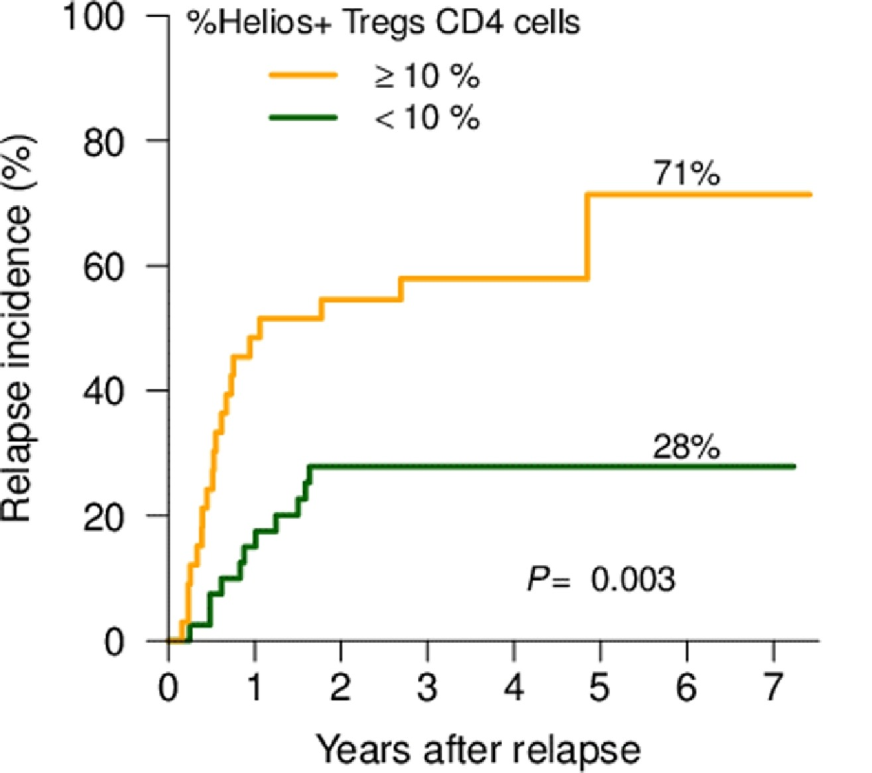 %Helios+ Tregs CD4 cells
≥ 10 %
< 10 %
Relapse incidence (%)
100
80
60
40
20
0
71%
28%
P= 0.003
0 1 2 3 4 5 6 7
Years after relapse